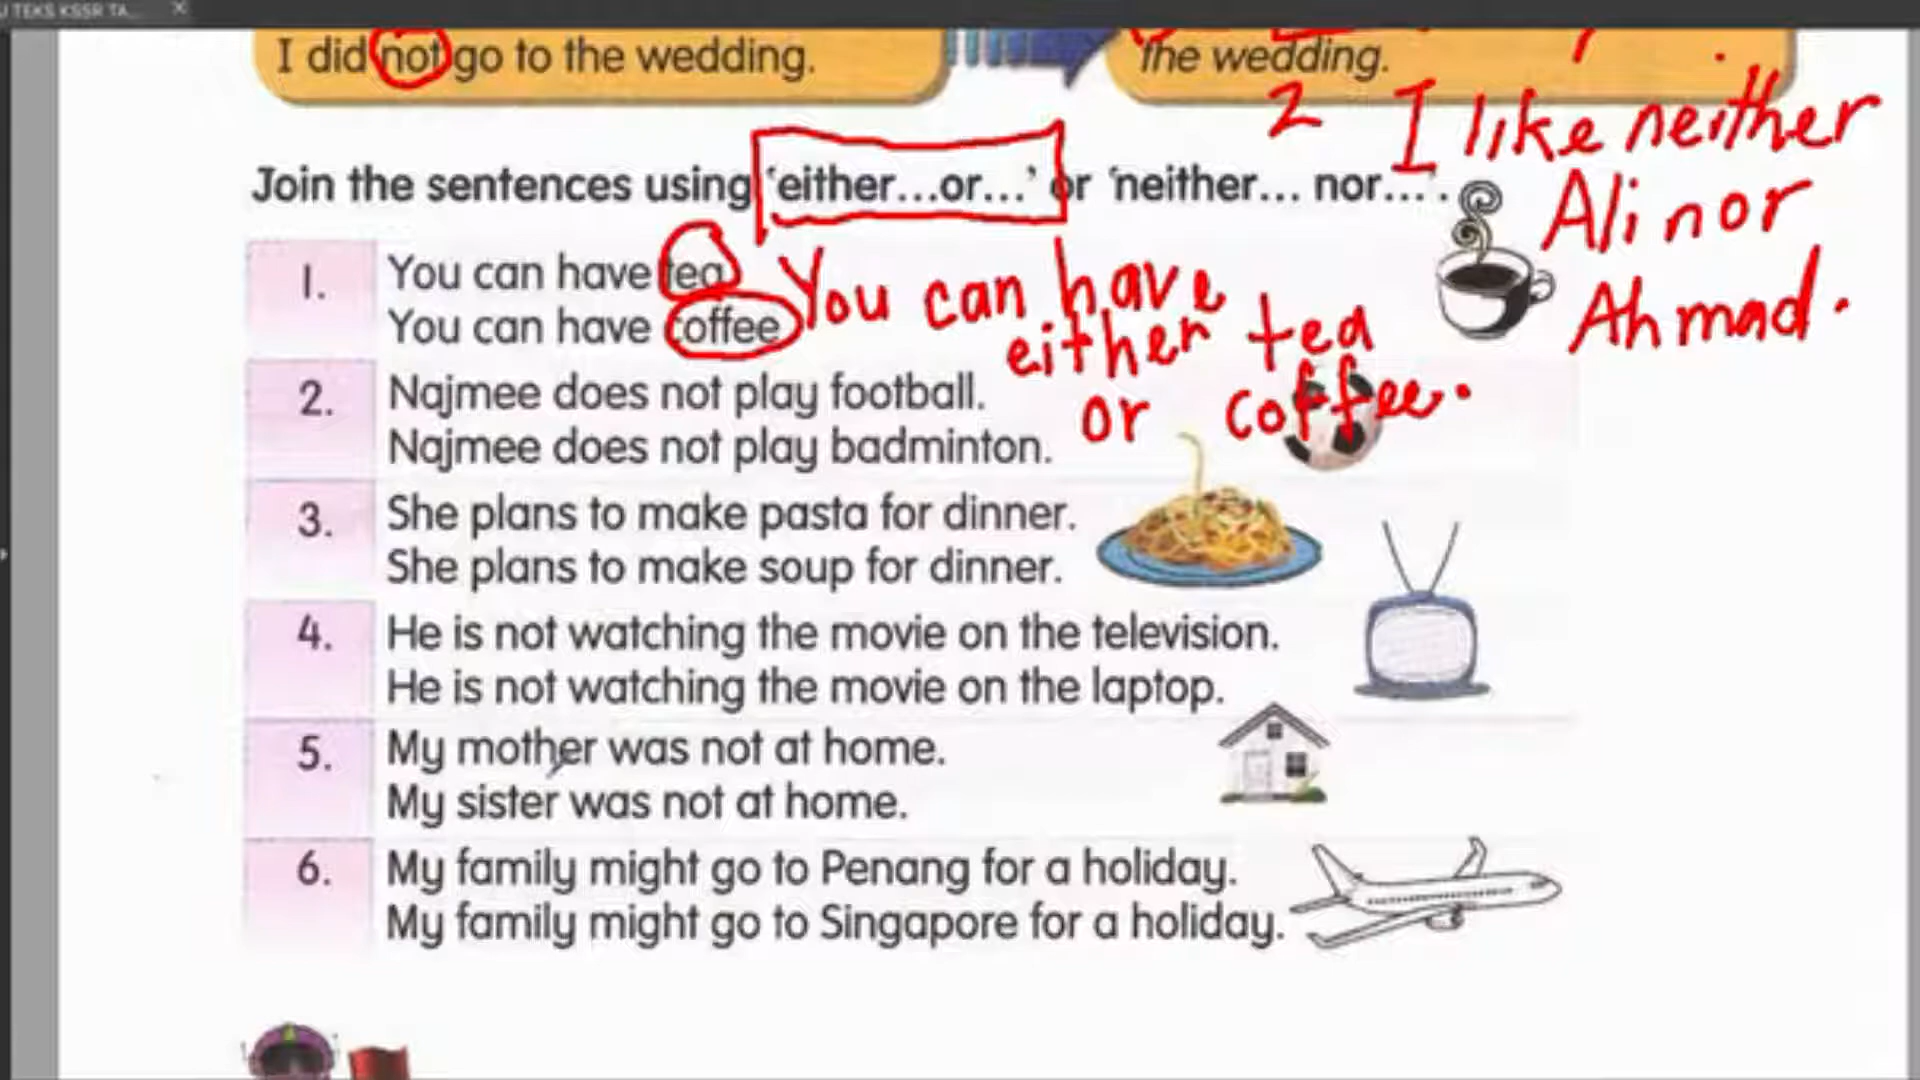 U TEKS KSSR TA...
I did not go to the wedding.
the wedding.
2 I like neither
Ali nor
Ahmad.
Join the sentences using 'either...or...' or 'neither... nor...'.
1. You can have tea
You can have coffee
You can have
either tea
or coffee.
2. Najmee does not play football.
Najmee does not play badminton.
3. She plans to make pasta for dinner.
She plans to make soup for dinner.
4. He is not watching the movie on the television.
He is not watching the movie on the laptop.
5. My mother was not at home.
My sister was not at home.
6. My family might go to Penang for a holiday.
My family might go to Singapore for a holiday.